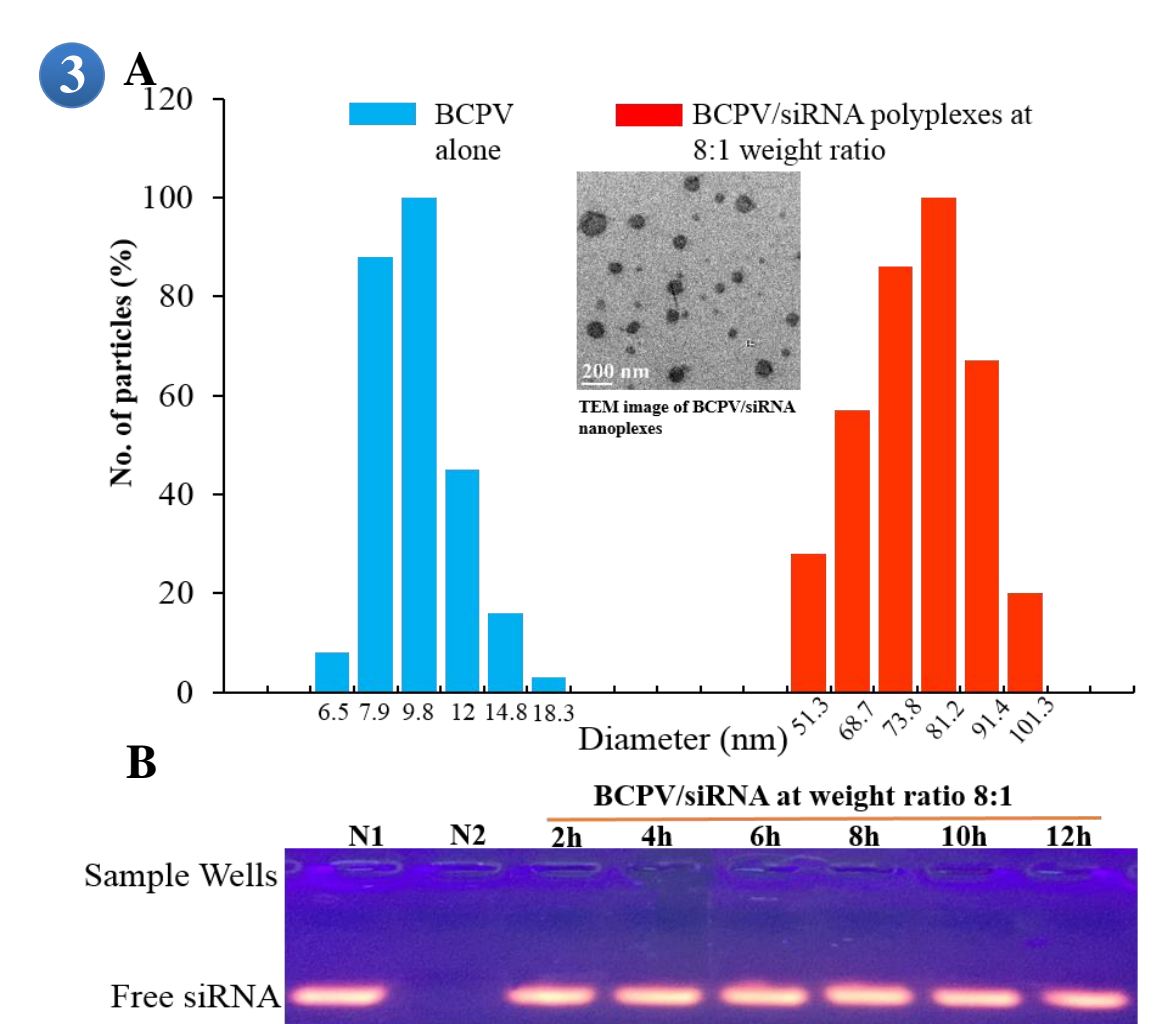 3 A
120
BCPV
alone
BCPV/siRNA polyplexes at
8:1 weight ratio
100
80
60
40
20
0
No. of particles (%)
200 nm
TEM image of BCPV/siRNA
nanoplexes
6.5 7.9 9.8 12 14.8 18.3
51.3 68.7 73.8 81.2 91.4 101.3
Diameter (nm)
B
BCPV/siRNA at weight ratio 8:1
N1 N2 2h 4h 6h 8h 10h 12h
Sample Wells
Free siRNA